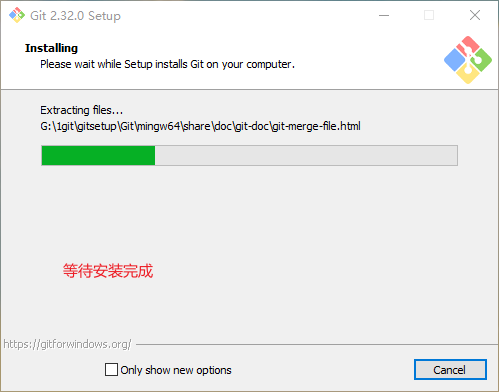 Git 2.32.0 Setup
Installing
Please wait while Setup installs Git on your computer.
Extracting files...
G:\1git\gitsetup\Git\mingw64\share\doc\git-doc\git-merge-file.html
等待安装完成
https://gitforwindows.org/
Only show new options
Cancel